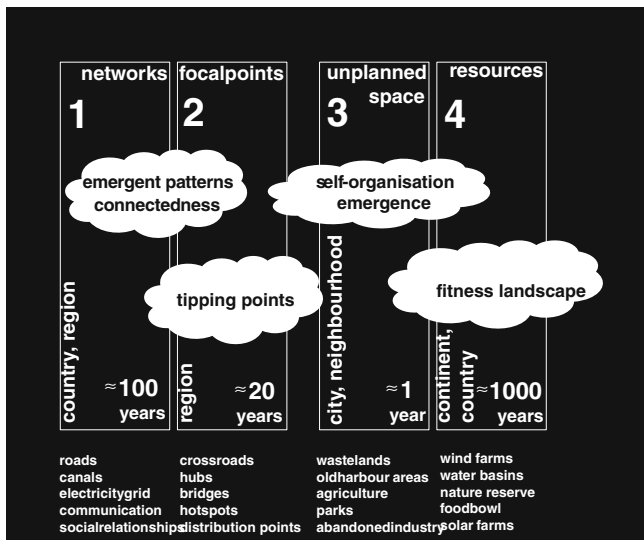 networks
1
emergent patterns
connectedness
country, region
≈100
years
roads
canals
electricitygrid
communication
socialrelationships
focalpoints
2
tipping points
region
≈20
years
crossroads
hubs
bridges
hotspots
distribution points
unplanned
space
3
self-organisation
emergence
city, neighbourhood
≈1
year
wastelands
oldharbour areas
agriculture
parks
abandonedindustry
resources
4
fitness landscape
continent,
country
≈1000
years
wind farms
water basins
nature reserve
foodbowl
solar farms